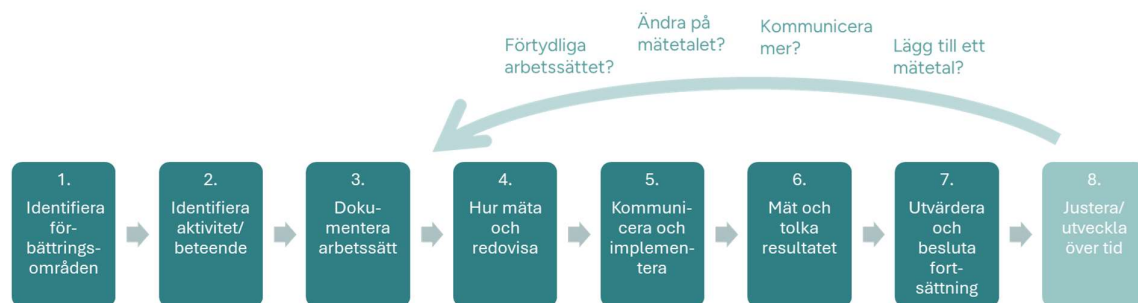 Förtydliga
arbetssättet?
Ändra på
mätetalet?
Kommunicera
mer?
Lägg till ett
mätetal?
1.
Identifiera
för-
bättrings-
områden
2.
Identifiera
aktivitet/
beteende
3.
Doku-
mentera
arbetssätt
4.
Hur mäta
och
redovisa
5.
Kommuni-
cera och
implemen-
tera
6.
Mät och
tolka
resultatet
7.
Utvärdera
och
besluta
fort-
sättning
8.
Justera/
utveckla
över tid